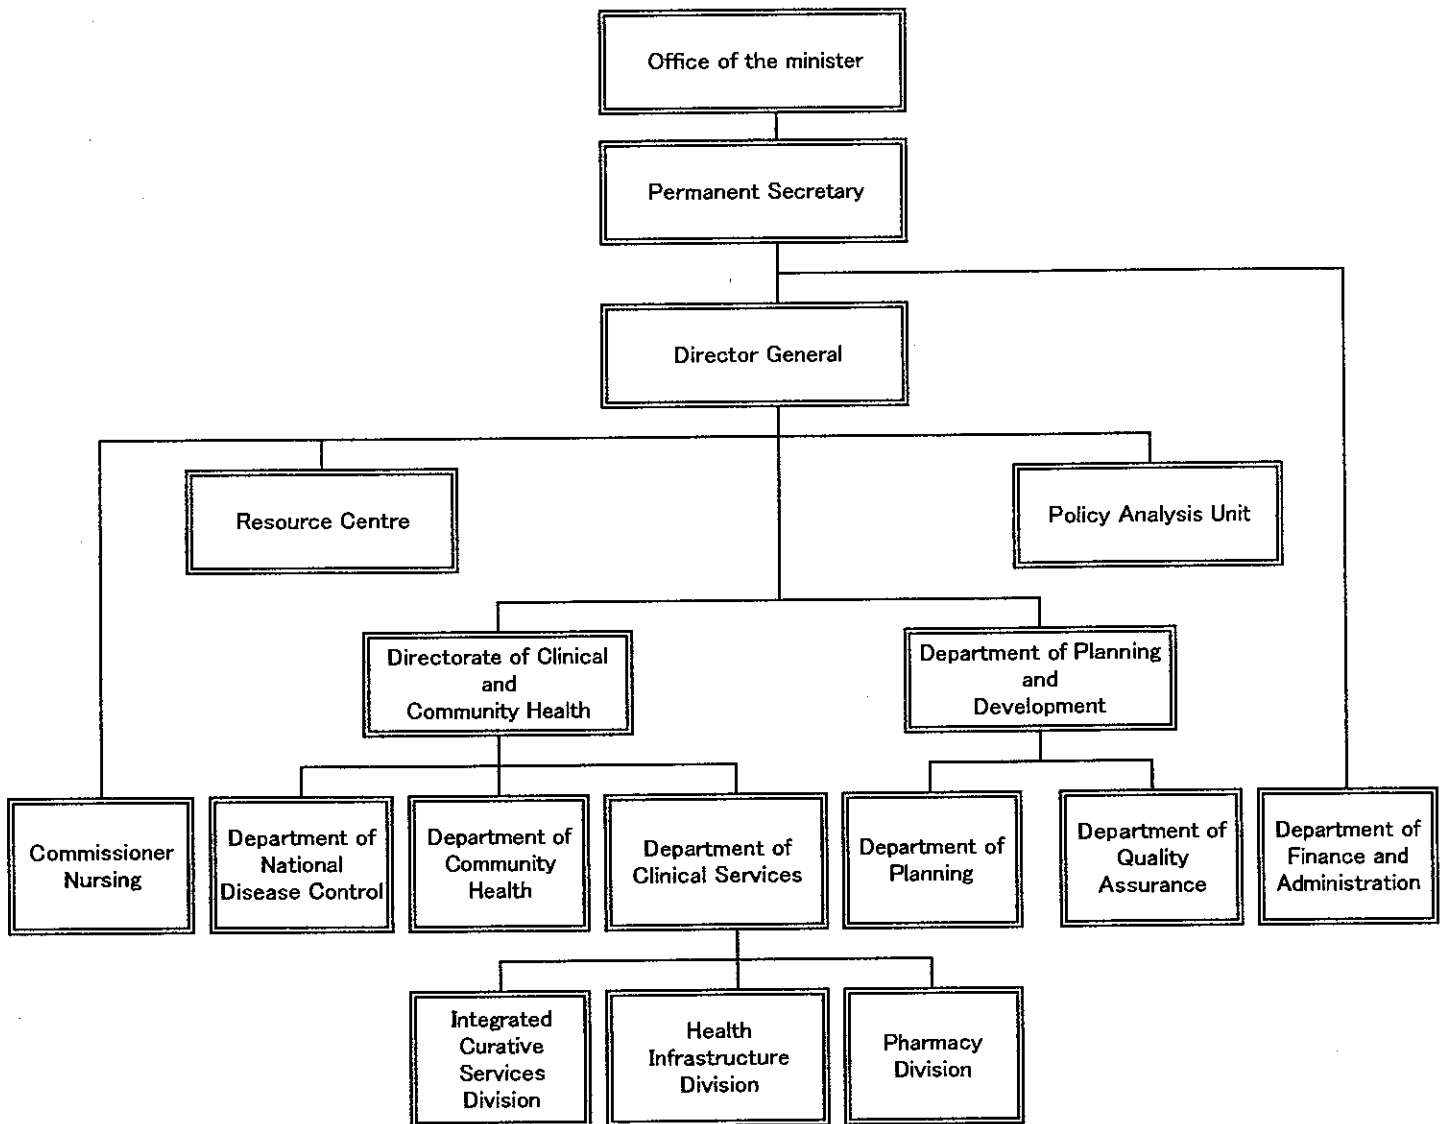 Office of the minister
Permanent Secretary
Director General
Resource Centre
Policy Analysis Unit
Directorate of Clinical
and
Community Health
Department of Planning
and
Development
Commissioner
Nursing
Department of
National
Disease Control
Department of
Community
Health
Department of
Clinical Services
Department of
Planning
Department of
Quality
Assurance
Department of
Finance and
Administration
Integrated
Curative
Services
Division
Health
Infrastructure
Division
Pharmacy
Division